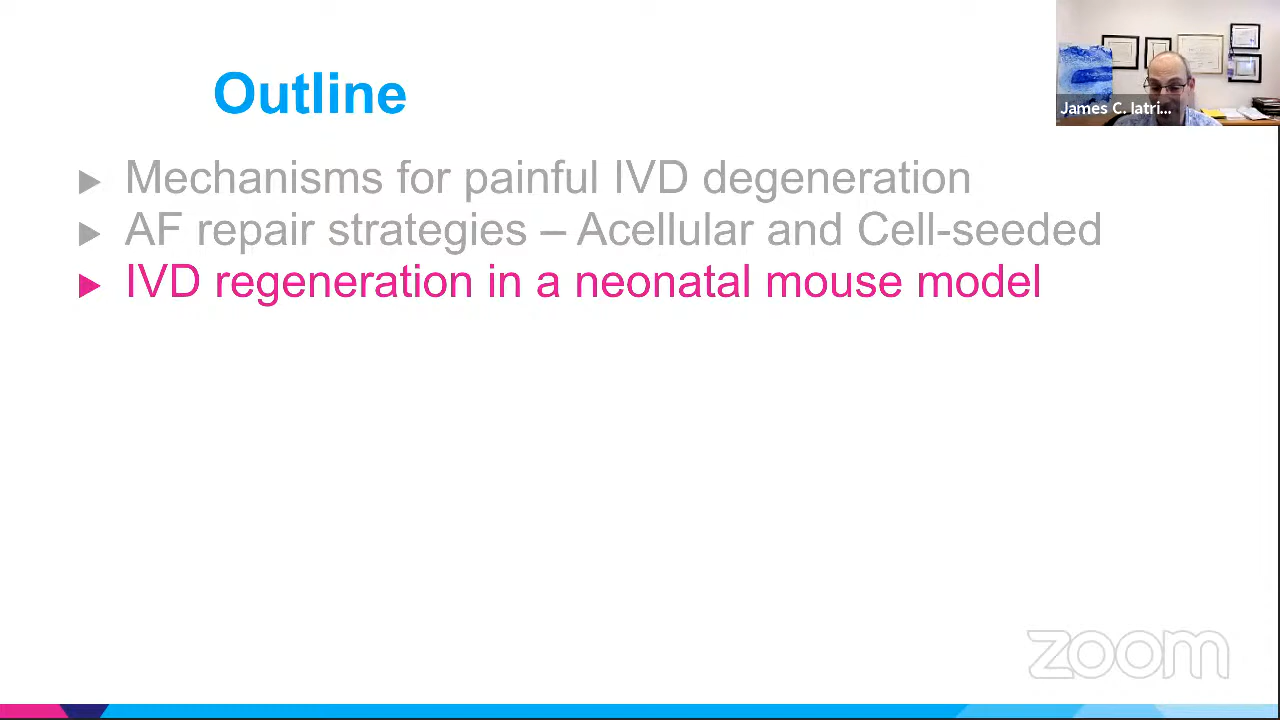 Outline
James C. Iatri...
Mechanisms for painful IVD degeneration
AF repair strategies – Acellular and Cell-seeded
IVD regeneration in a neonatal mouse model
zoom